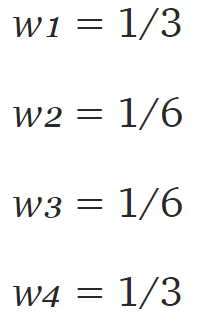 w1 = 1/3
w2 = 1/6
w3 = 1/6
w4 = 1/3